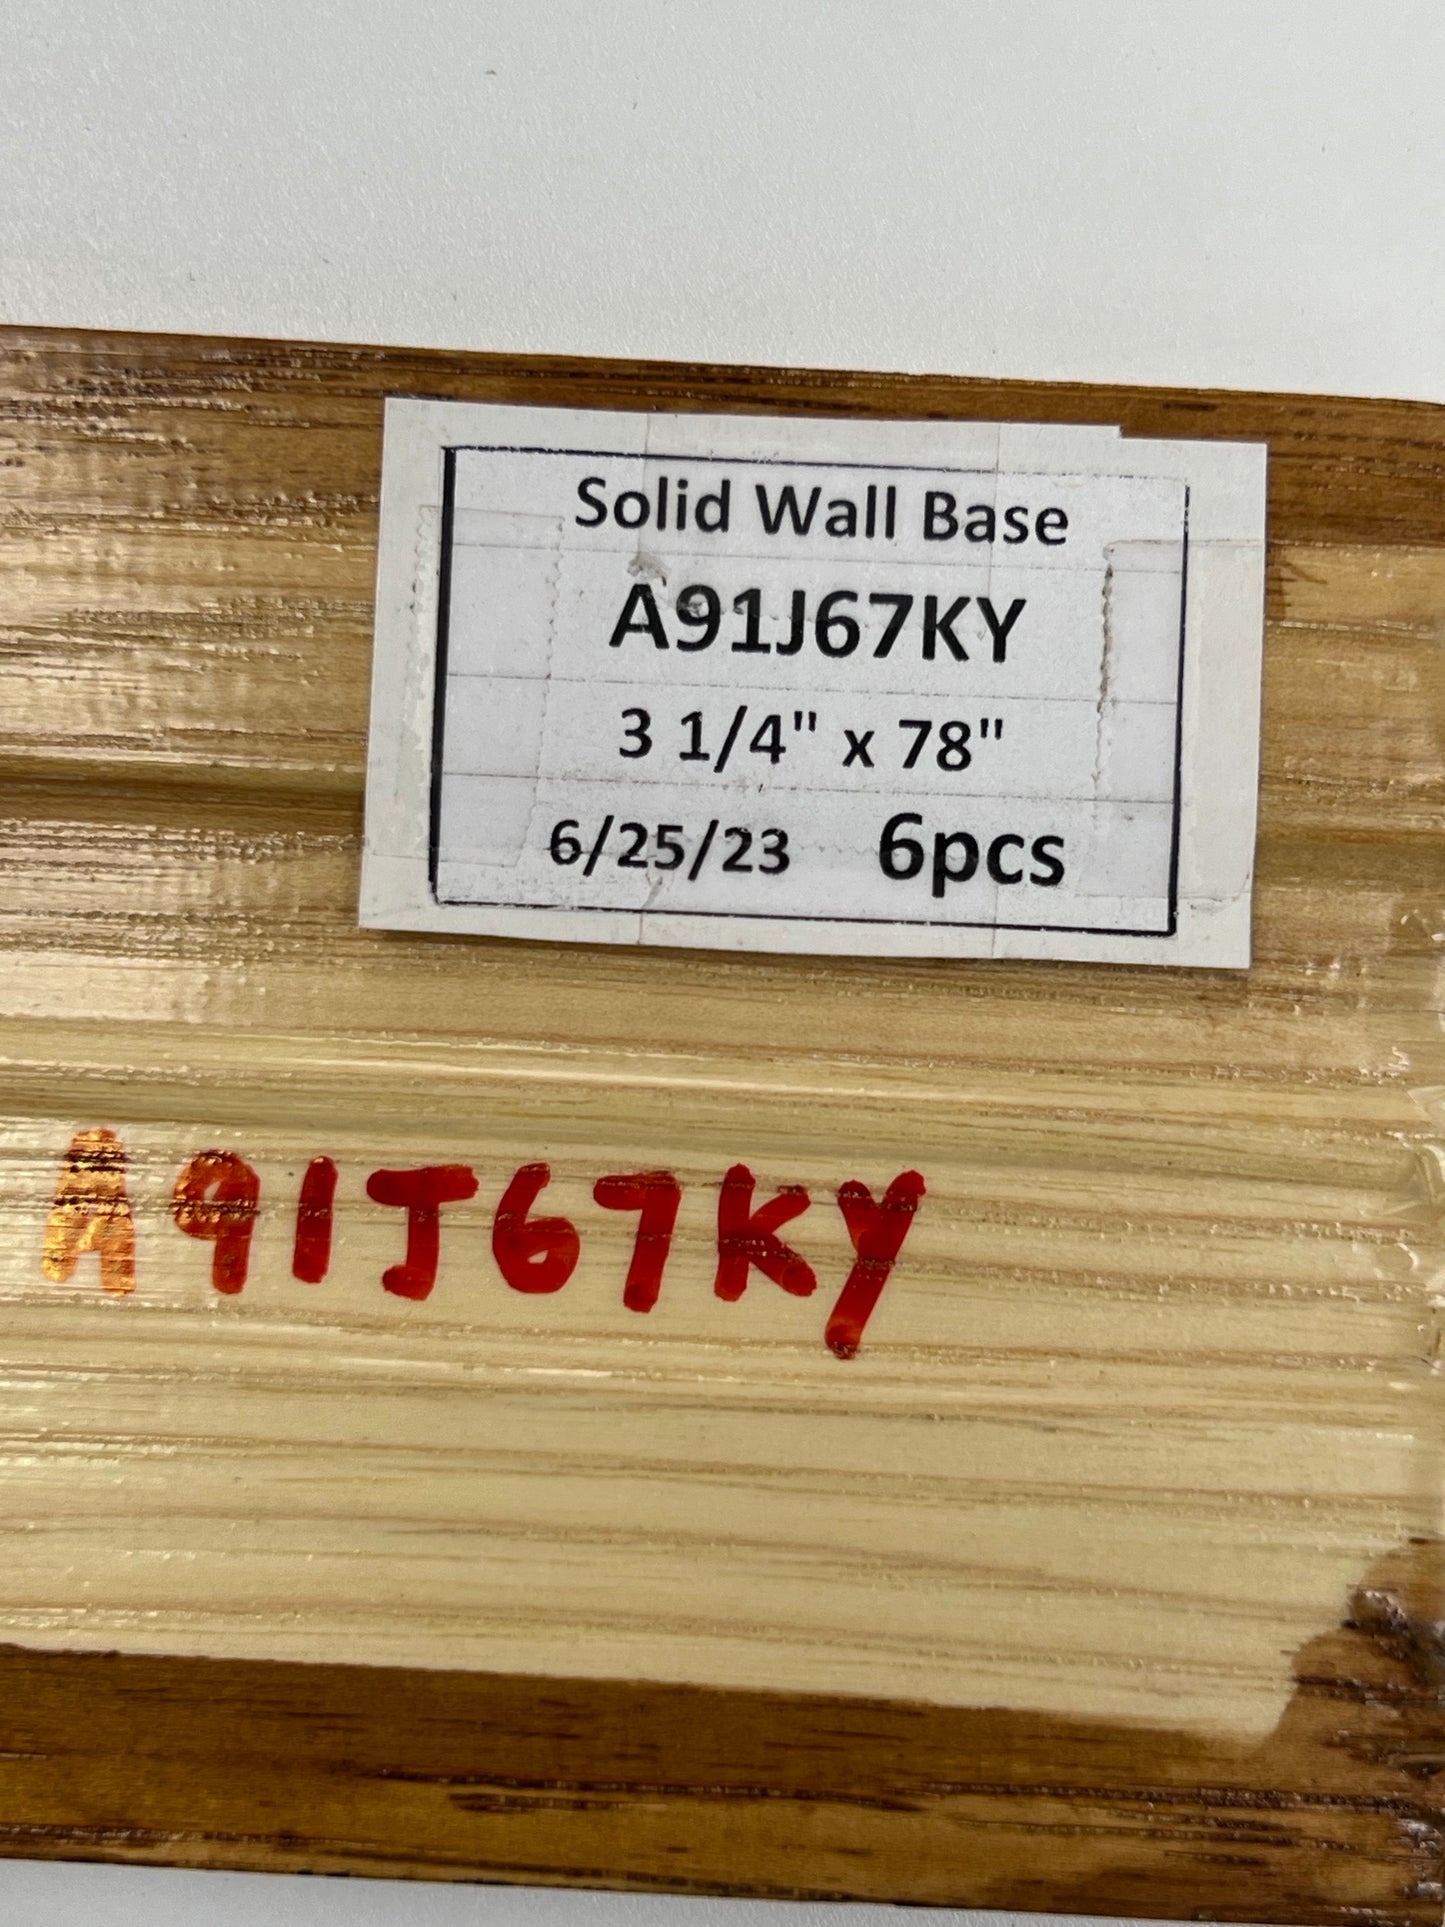 Solid Wall Base
A91J67KY
3 1/4" x 78"
6/25/23 6pcs
A91J67KY